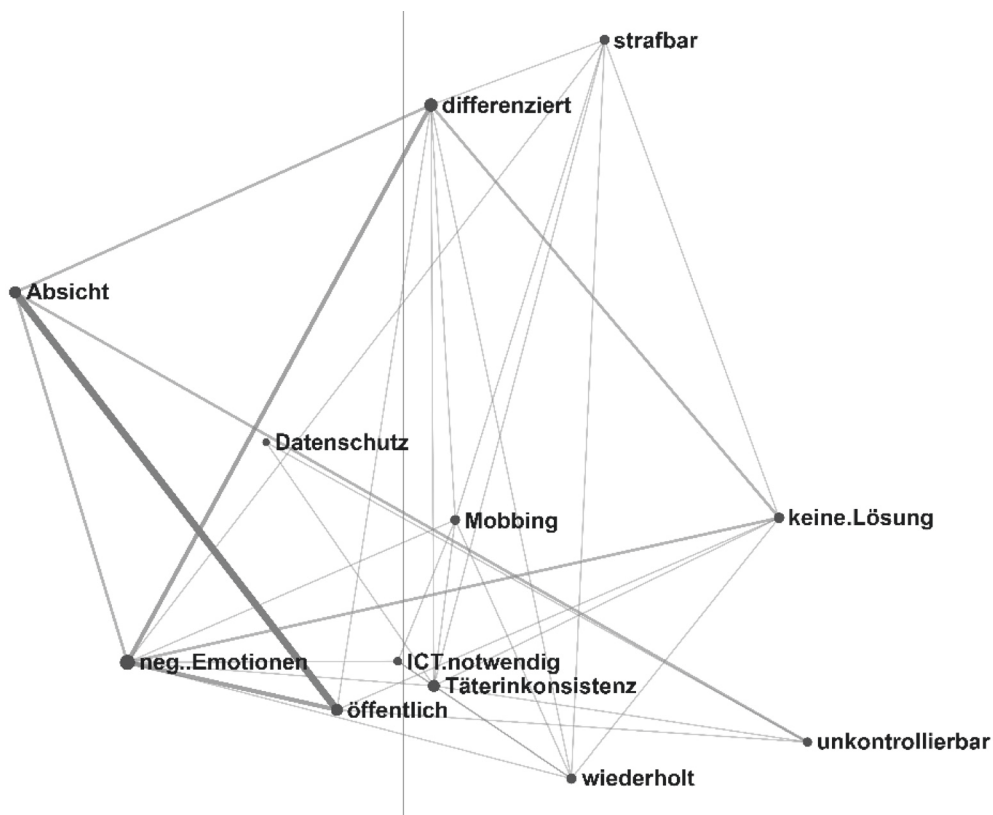 strafbar
differenziert
Absicht
Datenschutz
Mobbing
keine.Lösung
neg..Emotionen
ICT.notwendig
Täterinkonsistenz
öffentlich
unkontrollierbar
wiederholt